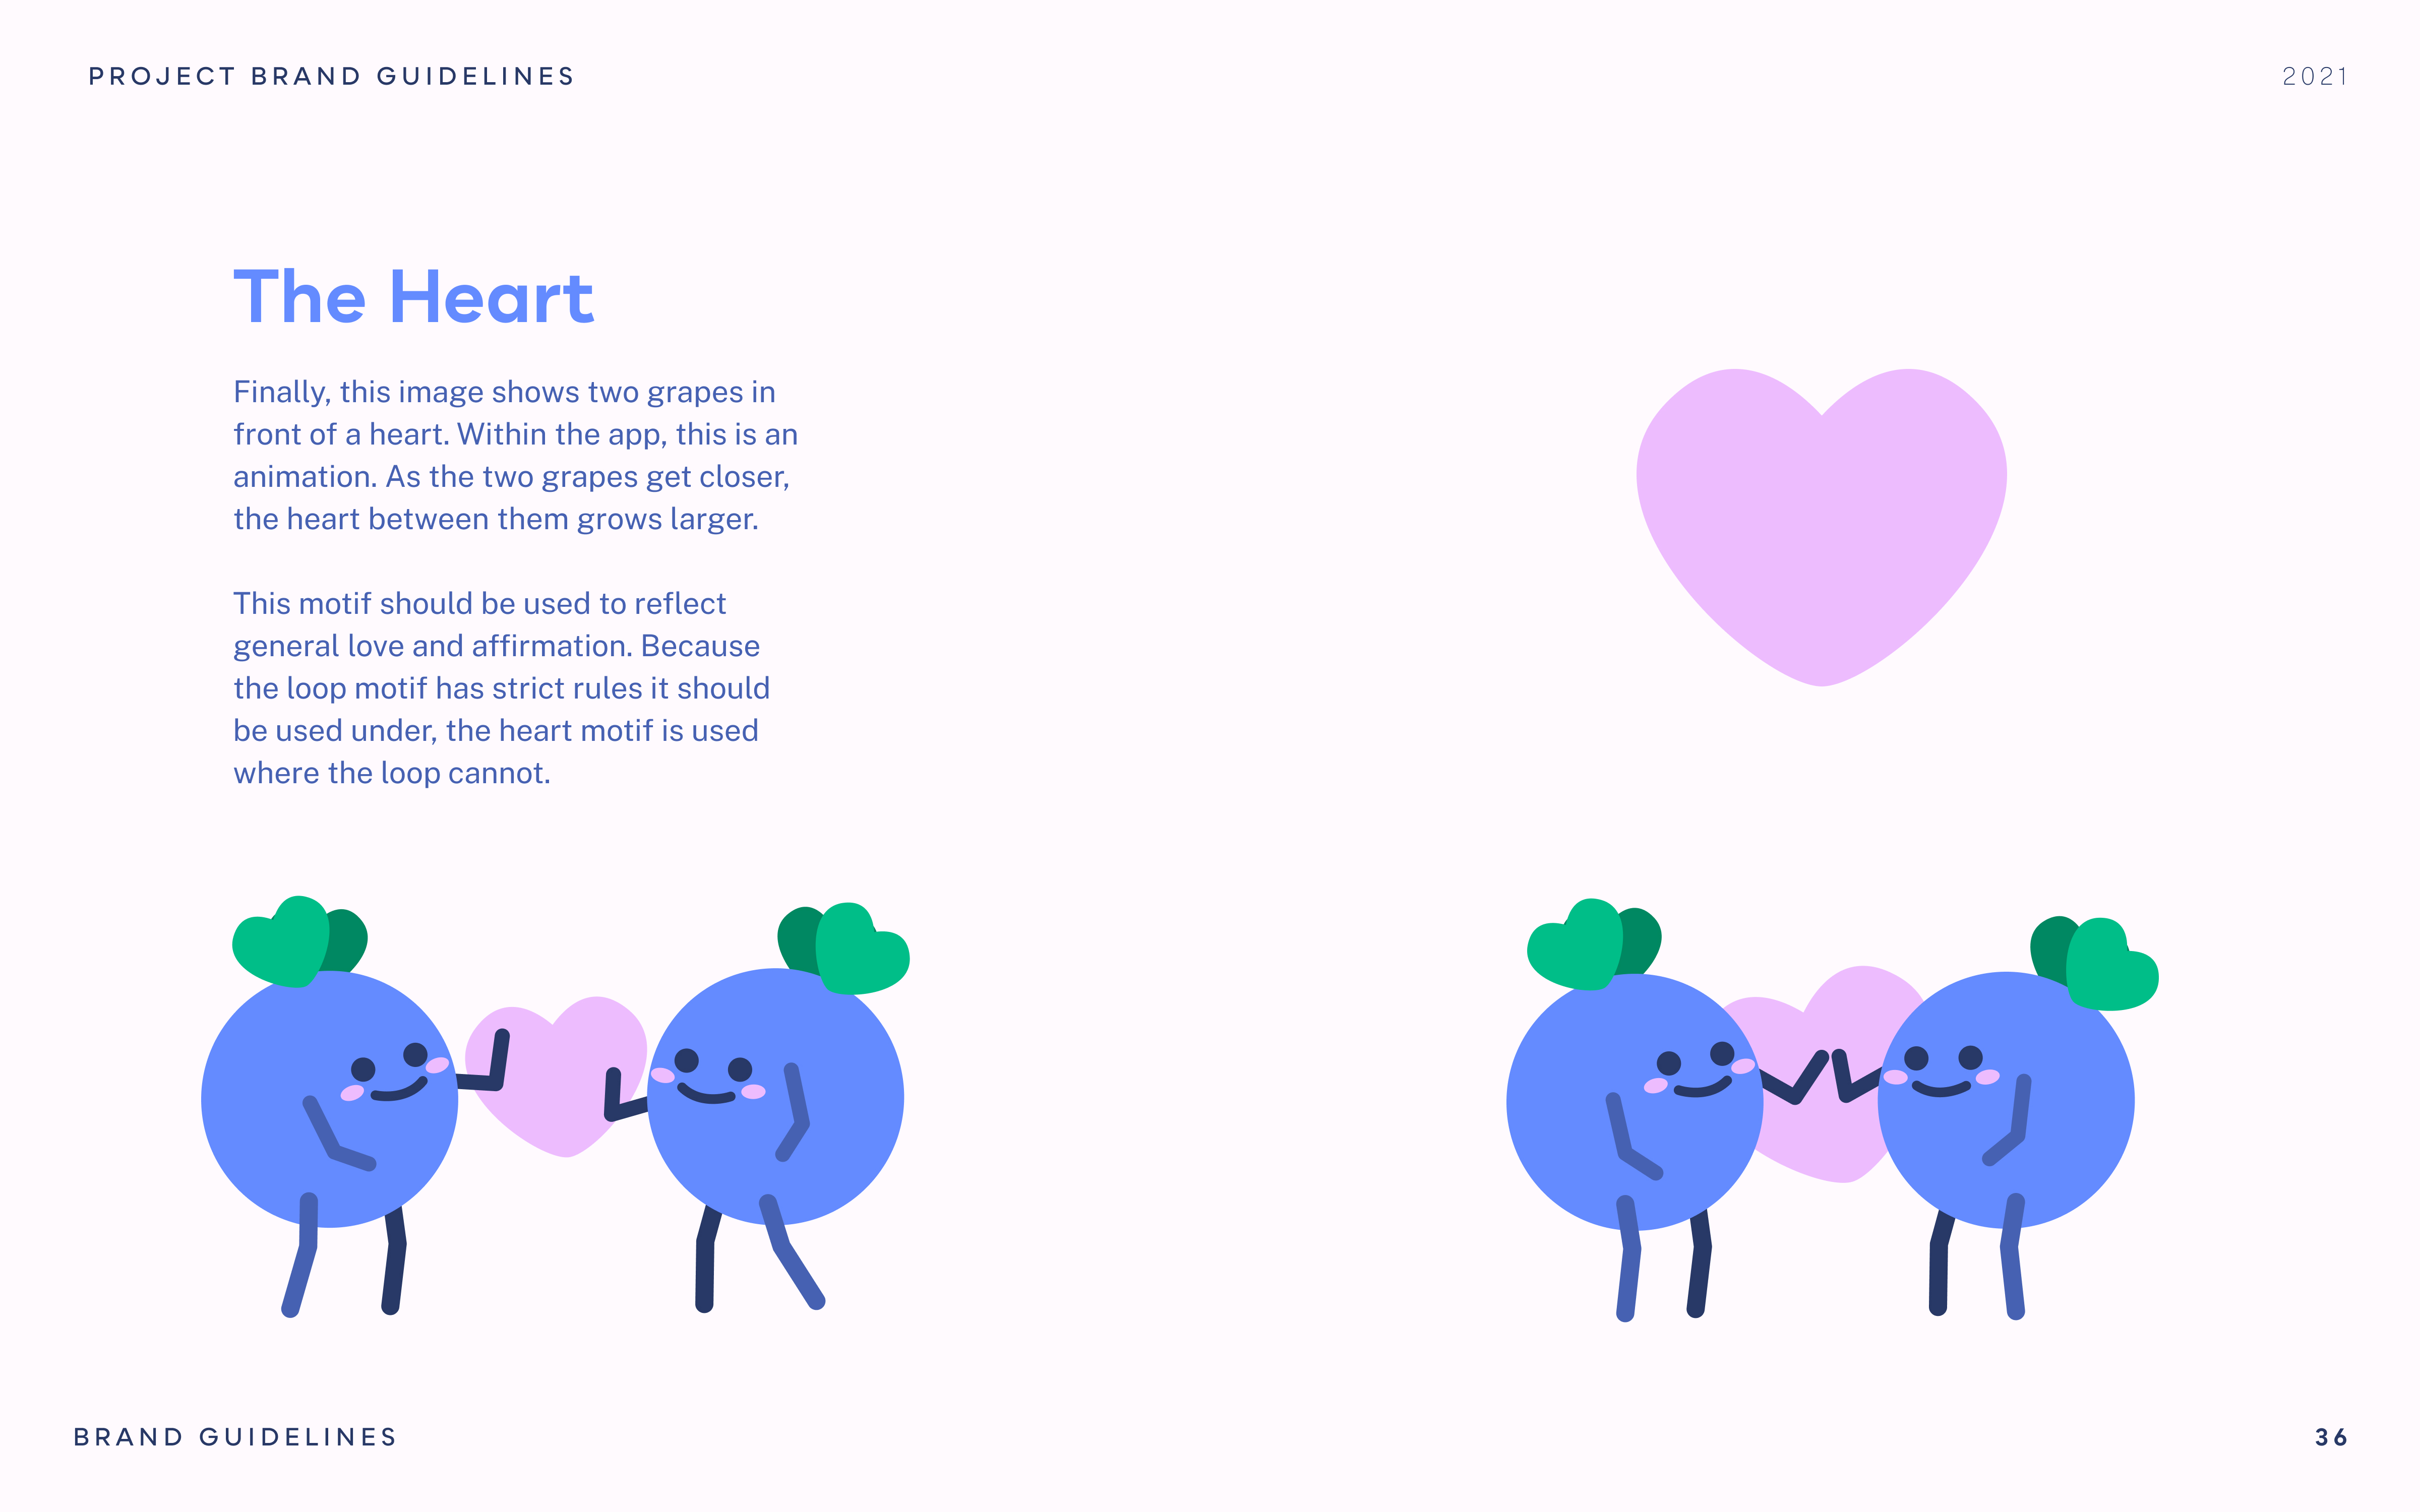 PROJECT BRAND GUIDELINES
2021
The Heart
Finally, this image shows two grapes in
front of a heart. Within the app, this is an
animation. As the two grapes get closer,
the heart between them grows larger.
This motif should be used to reflect
general love and affirmation. Because
the loop motif has strict rules it should
be used under, the heart motif is used
where the loop cannot.
BRAND GUIDELINES
36